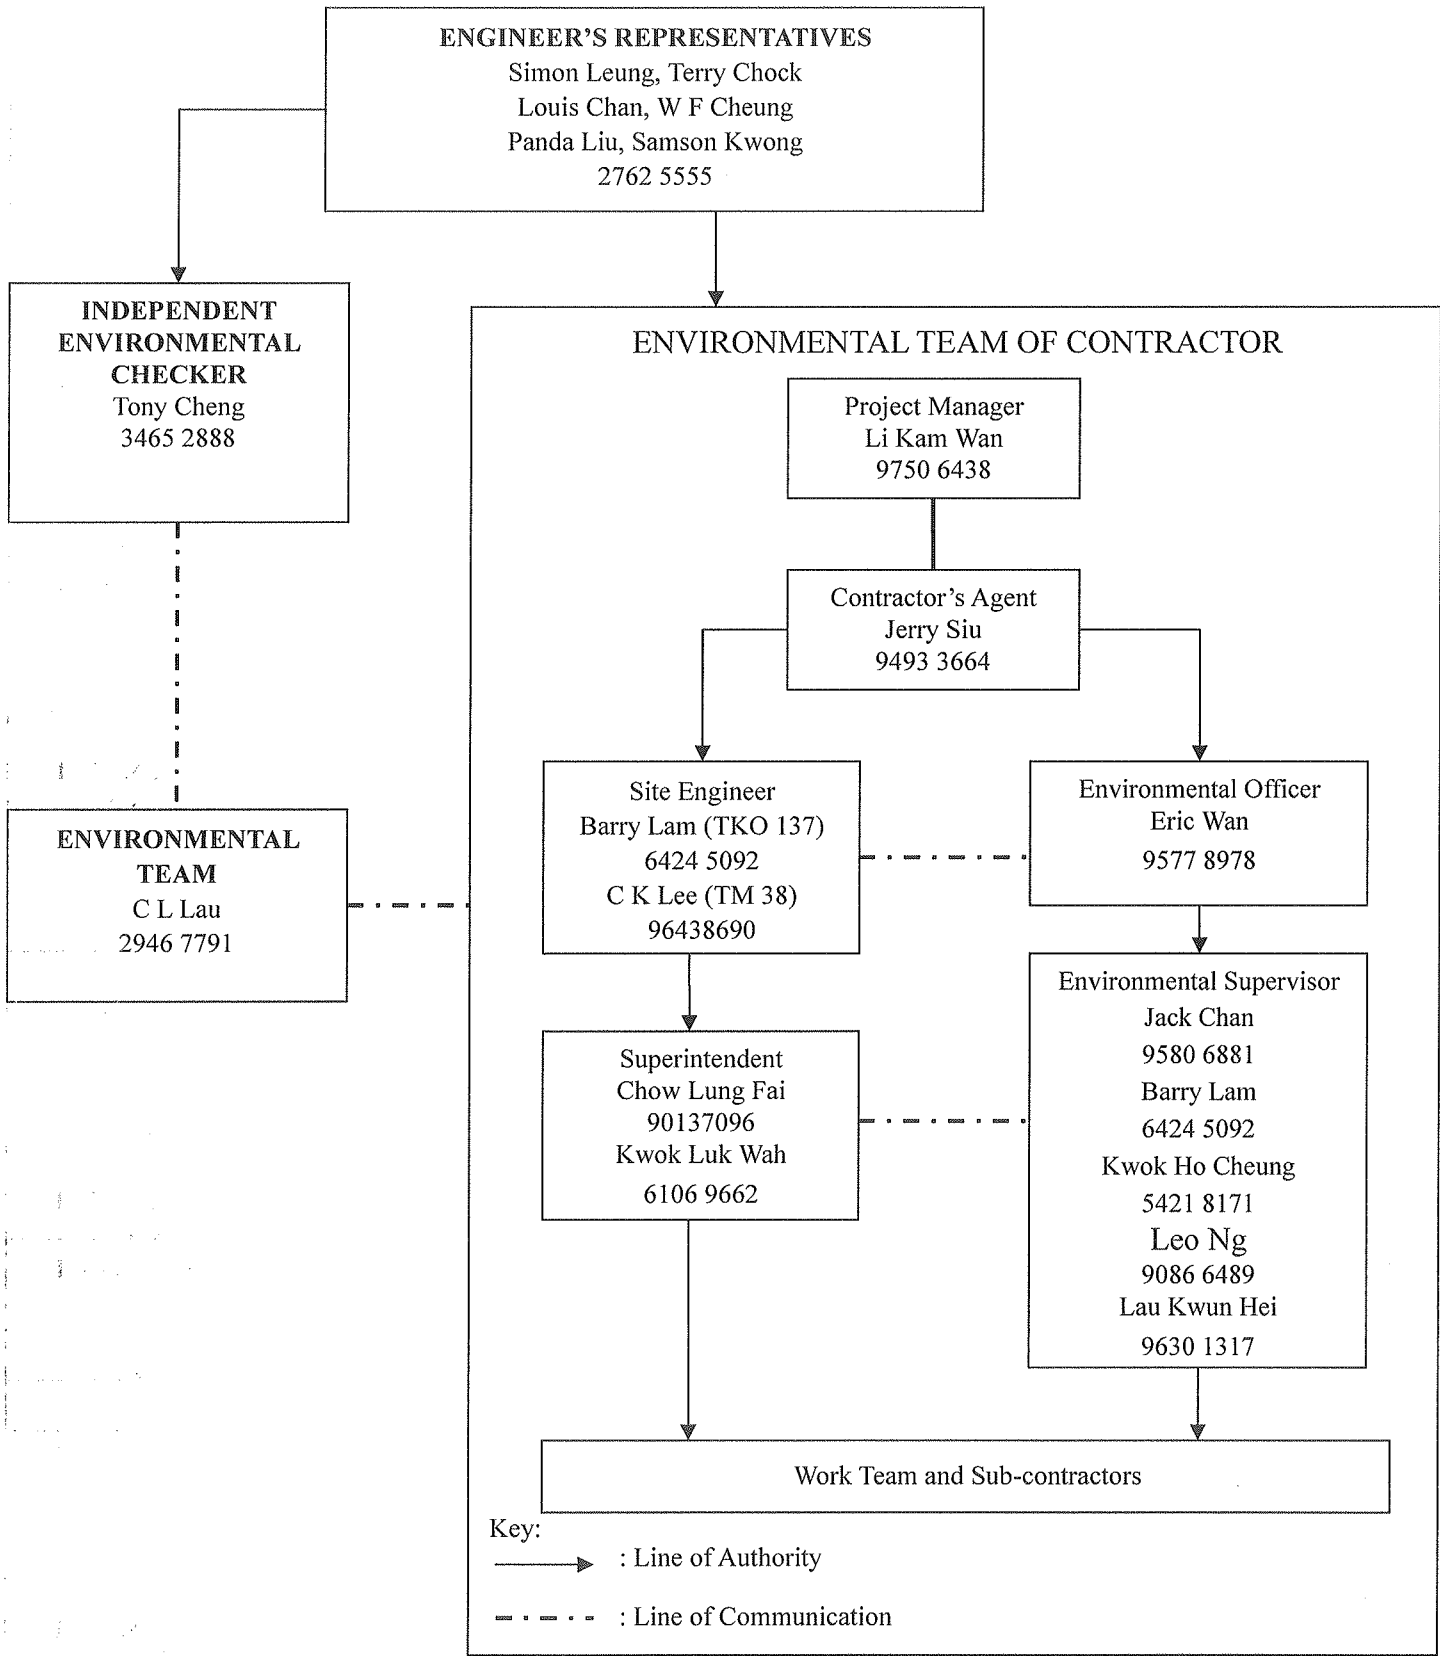 ENGINEER'S REPRESENTATIVES
Simon Leung, Terry Chock
Louis Chan, W F Cheung
Panda Liu, Samson Kwong
2762 5555
INDEPENDENT
ENVIRONMENTAL
CHECKER
Tony Cheng
3465 2888
ENVIRONMENTAL
TEAM
C L Lau
2946 7791
ENVIRONMENTAL TEAM OF CONTRACTOR
Project Manager
Li Kam Wan
9750 6438
Contractor's Agent
Jerry Siu
9493 3664
Site Engineer
Barry Lam (TKO 137)
6424 5092
C K Lee (TM 38)
96438690
Environmental Officer
Eric Wan
9577 8978
Superintendent
Chow Lung Fai
90137096
Kwok Luk Wah
6106 9662
Environmental Supervisor
Jack Chan
9580 6881
Barry Lam
6424 5092
Kwok Ho Cheung
5421 8171
Leo Ng
9086 6489
Lau Kwun Hei
9630 1317
Work Team and Sub-contractors
Key:
: Line of Authority
: Line of Communication